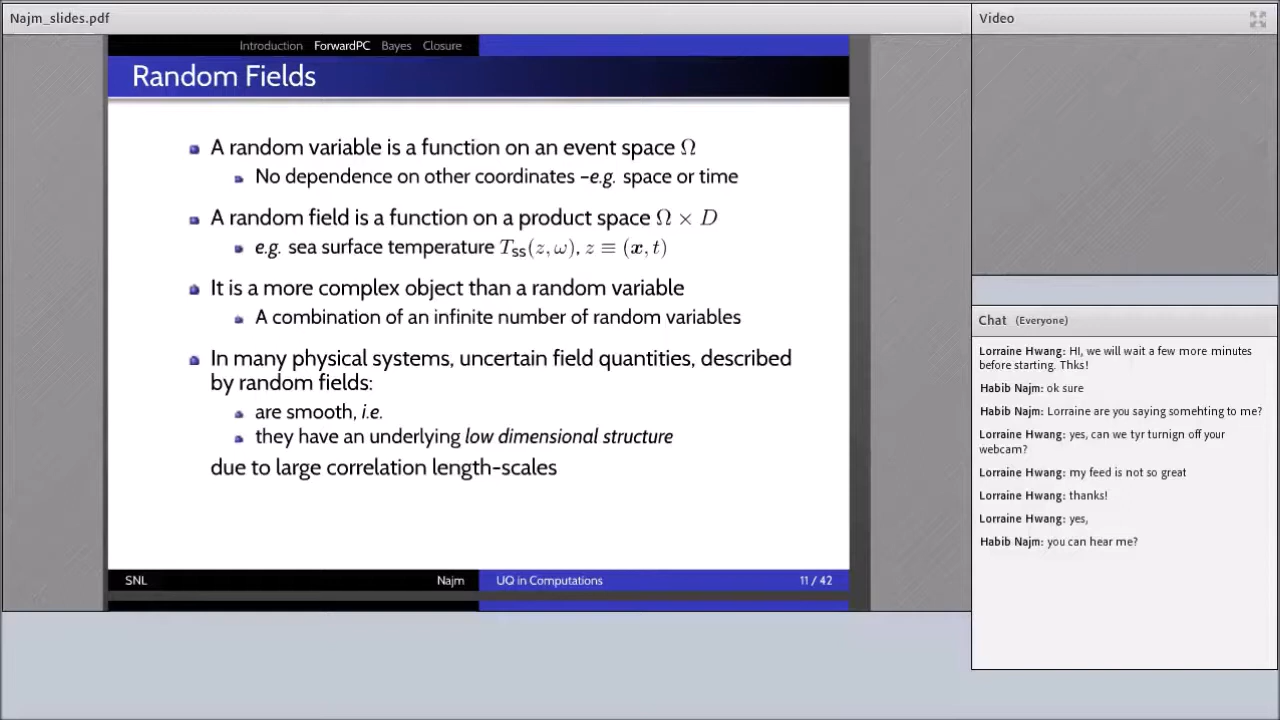 Najm_slides.pdf
Introduction ForwardPC Bayes Closure
Random Fields
A random variable is a function on an event space Ω
No dependence on other coordinates –e.g. space or time
A random field is a function on a product space Ω × D
e.g. sea surface temperature Tss(z, ω), z ≡ (x, t)
It is a more complex object than a random variable
A combination of an infinite number of random variables
In many physical systems, uncertain field quantities, described
by random fields:
are smooth, i.e.
they have an underlying low dimensional structure
due to large correlation length-scales
SNL Najm UQ in Computations 11 / 42
Video
Chat (Everyone)
Lorraine Hwang: HI, we will wait a few more minutes
before starting. Thks!
Habib Najm: ok sure
Habib Najm: Lorraine are you saying somehting to me?
Lorraine Hwang: yes, can we tyr turnign off your
webcam?
Lorraine Hwang: my feed is not so great
Lorraine Hwang: thanks!
Lorraine Hwang: yes,
Habib Najm: you can hear me?